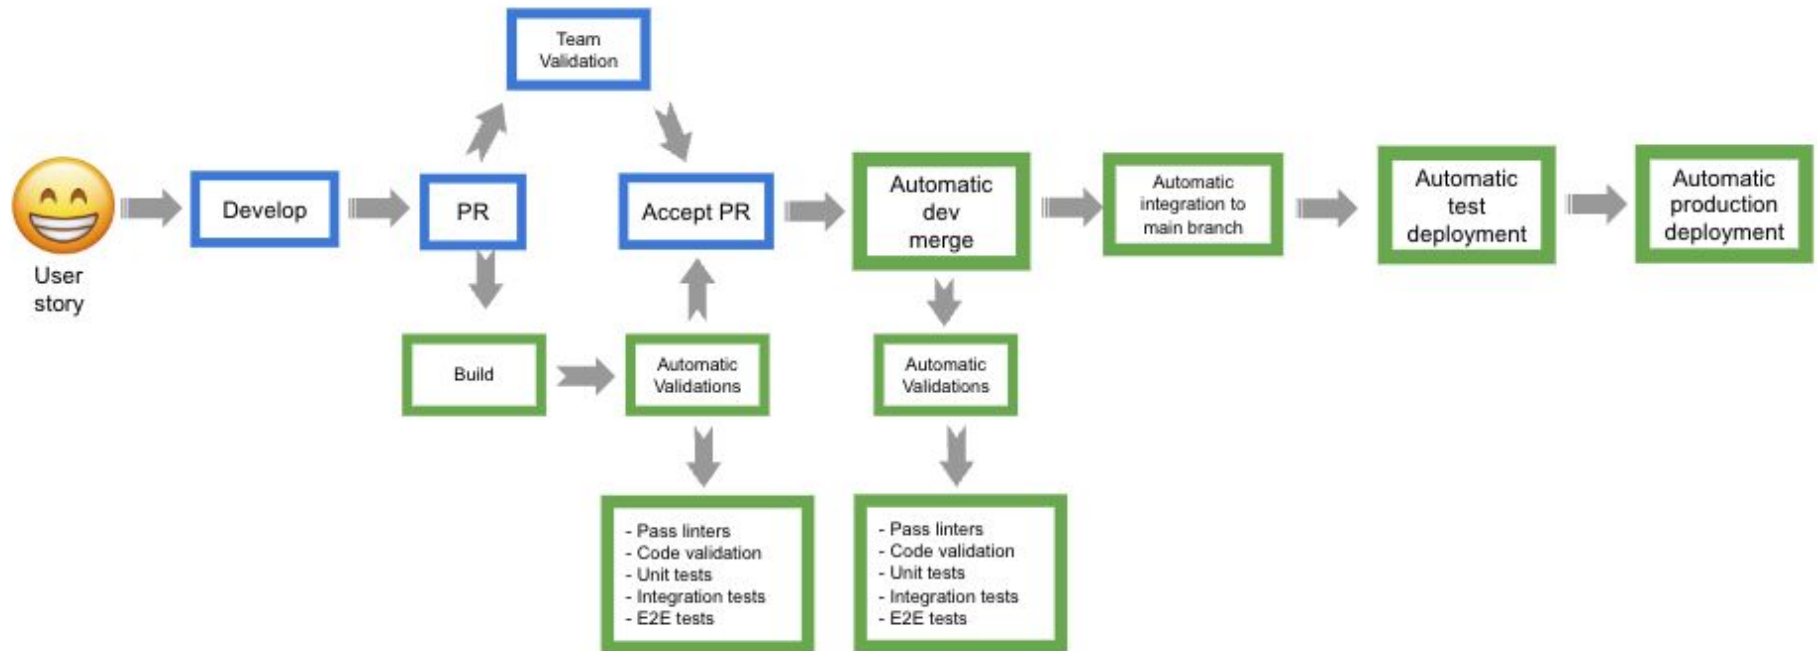 Team
Validation
User
story
Develop
PR
Accept PR
Automatic
dev
merge
Automatic
integration to
main branch
Automatic
test
deployment
Automatic
production
deployment
Build
Automatic
Validations
Automatic
Validations
- Pass linters
- Code validation
- Unit tests
- Integration tests
- E2E tests
- Pass linters
- Code validation
- Unit tests
- Integration tests
- E2E tests